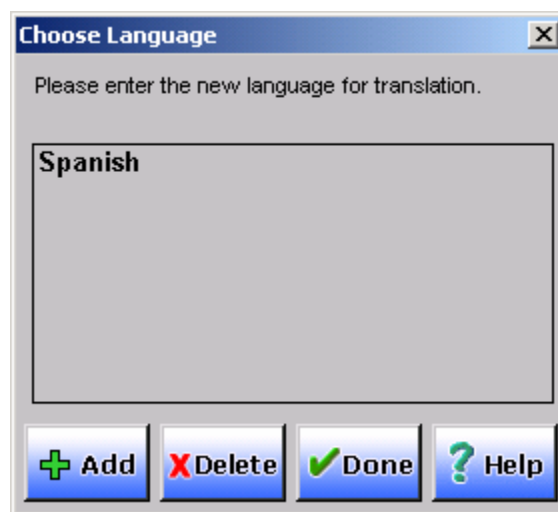 Choose Language
Please enter the new language for translation.
Spanish
Add Delete Done Help